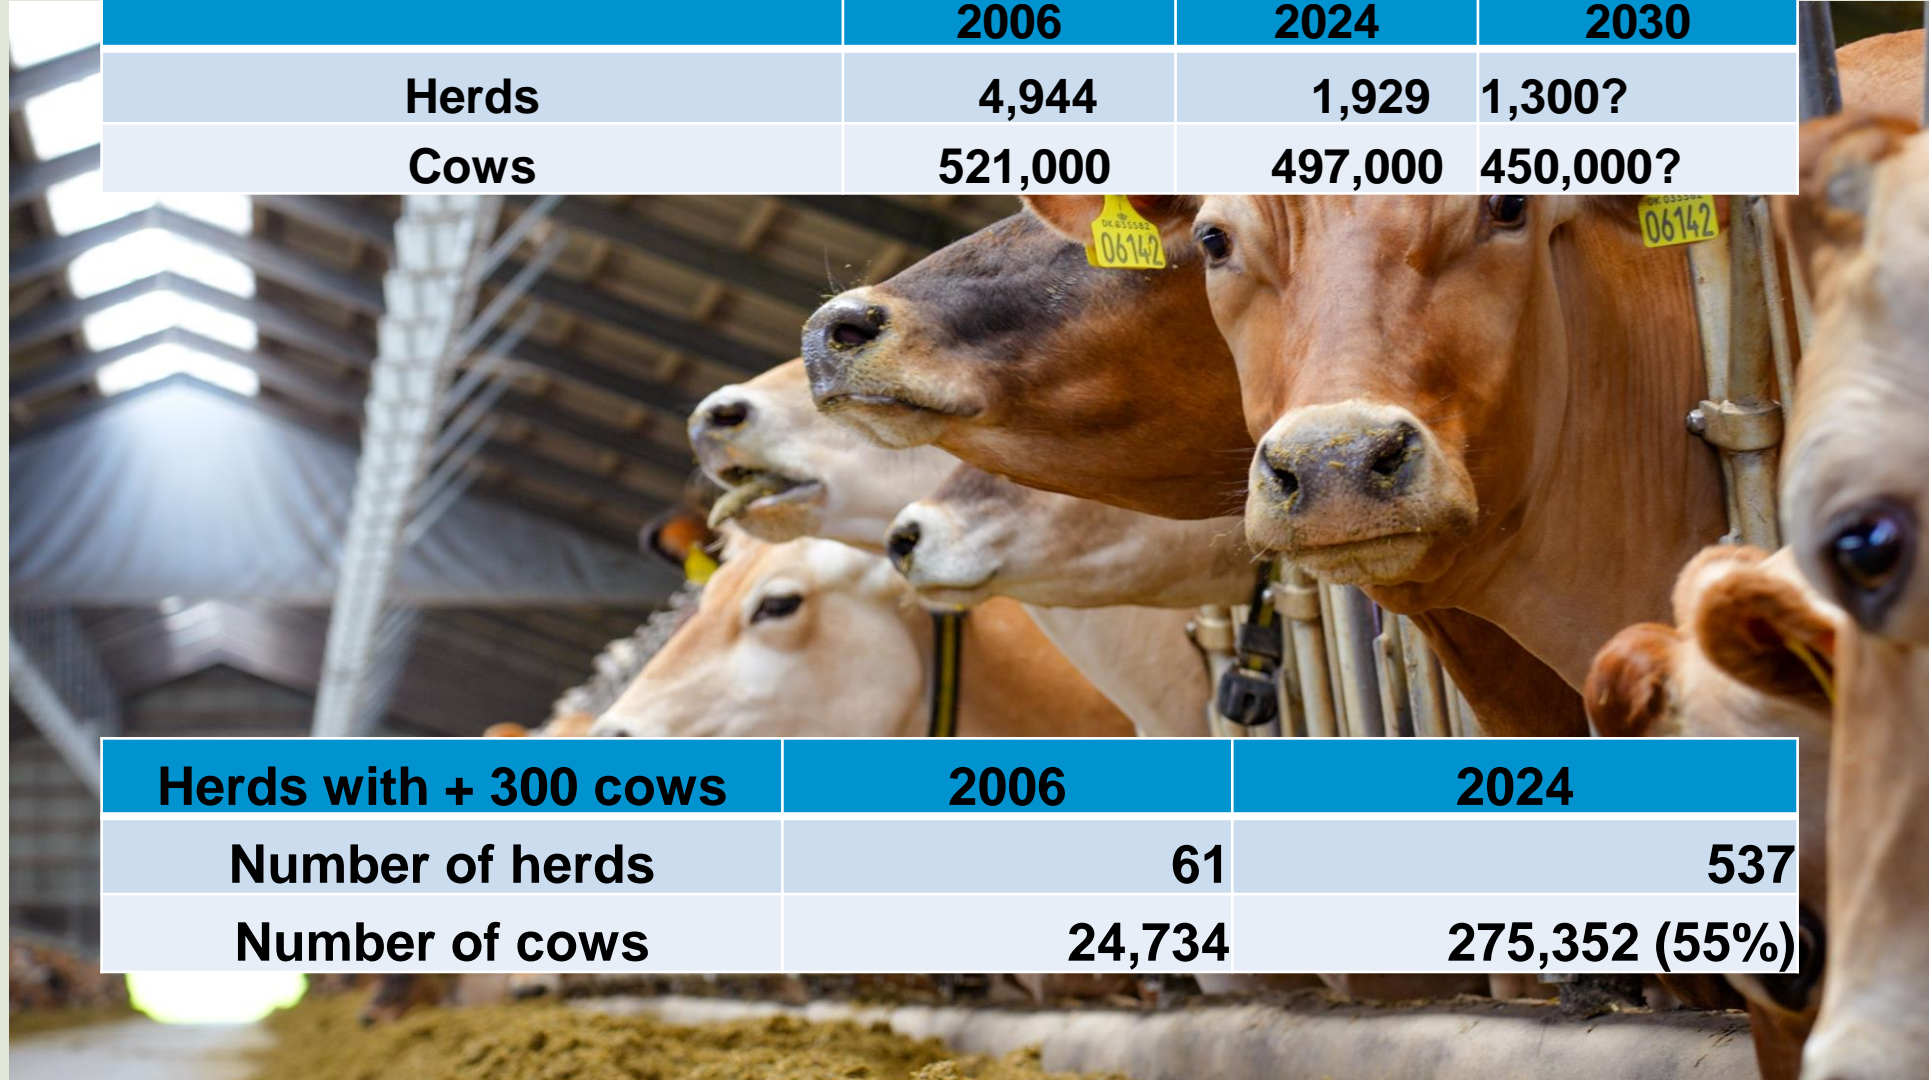 2006 2024 2030
Herds 4,944 1,929 1,300?
Cows 521,000 497,000 450,000?
DK 035582
06142
06142
Herds with + 300 cows 2006 2024
Number of herds 61 537
Number of cows 24,734 275,352 (55%)